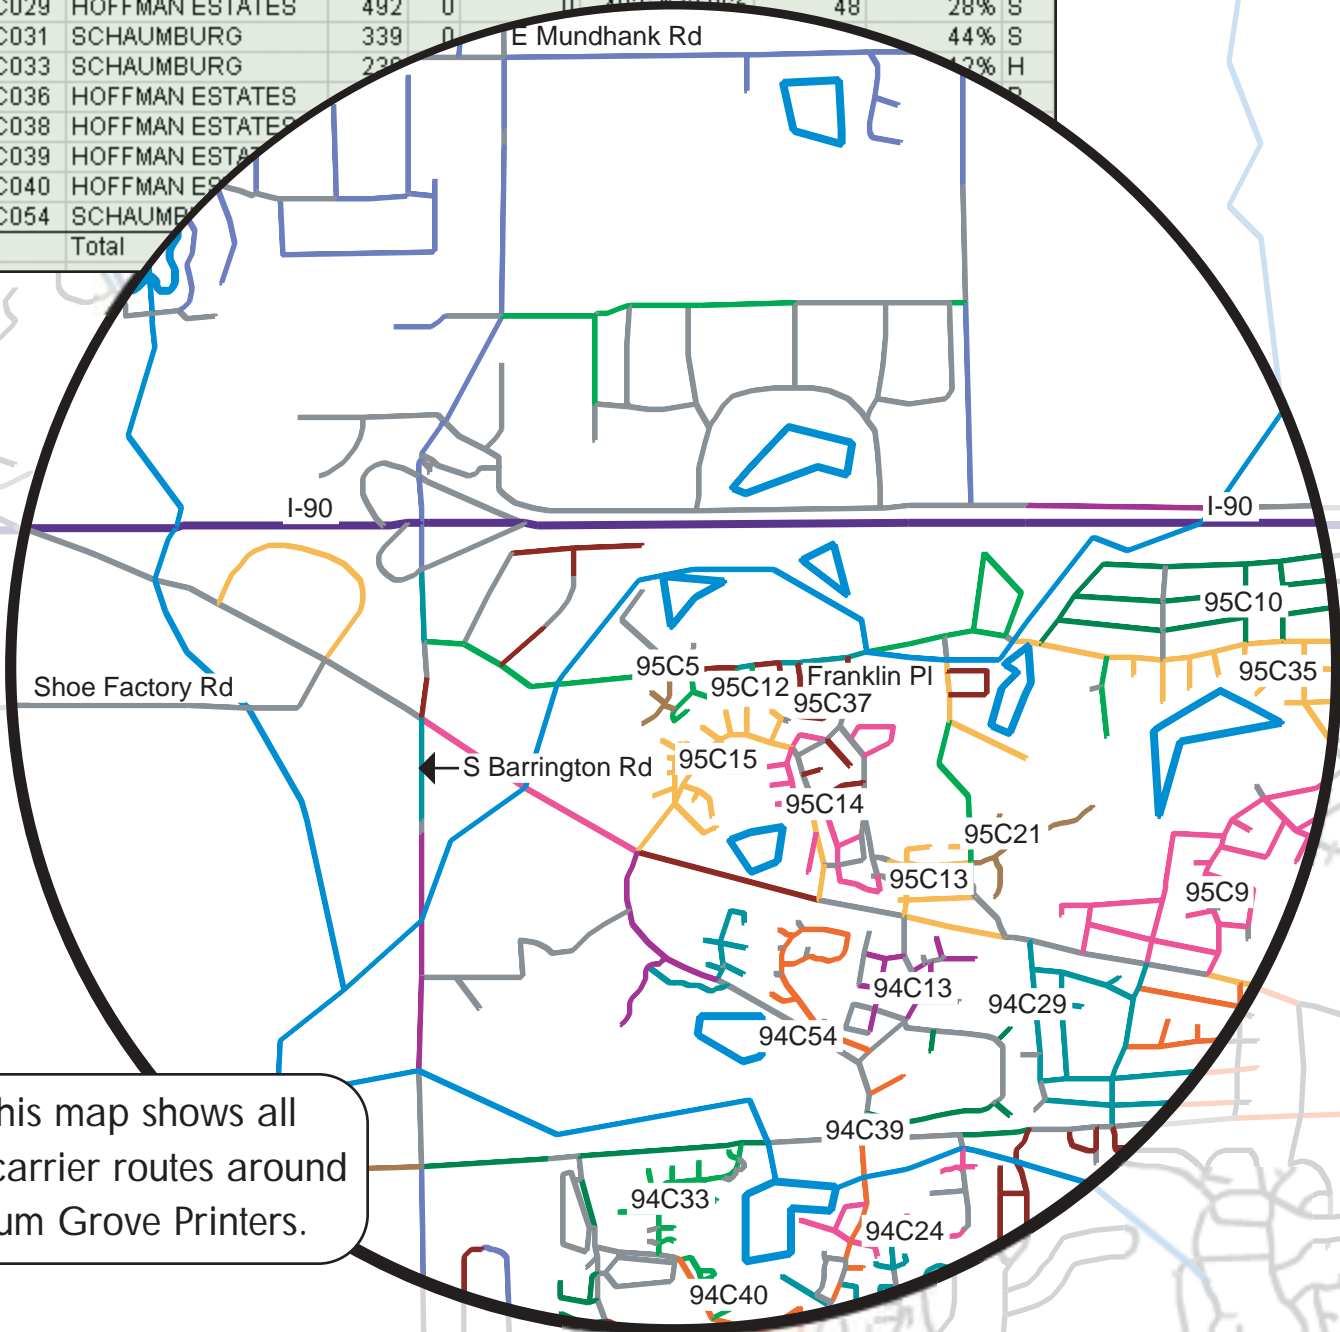 C029 HOFFMAN ESTATES 492 0 0 48 28% S
C031 SCHAUMBURG 339 0 44% S
C033 SCHAUMBURG H
C036 HOFFMAN ESTATES
C038 HOFFMAN ESTATES
C039 HOFFMAN
C040 HOFFMAN
C054
Total
E Mundhank Rd
I-90
I-90
95C10
95C5
Shoe Factory Rd
95C12
Franklin Pl
95C35
95C37
95C15
S Barrington Rd
95C14
95C21
95C13
95C9
94C13
94C29
94C54
94C39
94C33
94C24
94C40
his map shows all
carrier routes around
um Grove Printers.